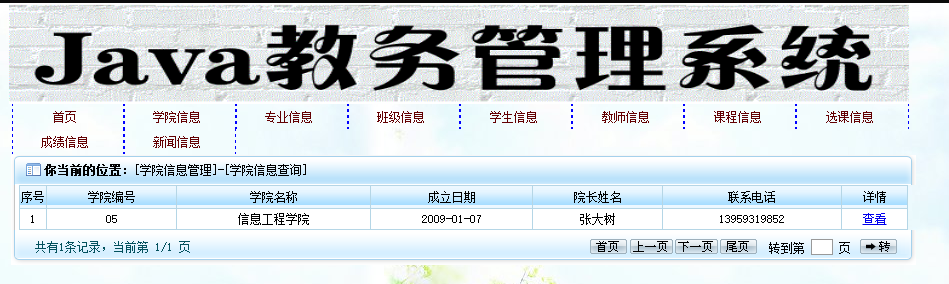 Java教务管理系统
首页 学院信息 专业信息 班级信息 学生信息 教师信息 课程信息 选课信息
成绩信息 新闻信息
你当前的位置：[学院信息管理]-[学院信息查询]
序号 学院编号 学院名称 成立日期 院长姓名 联系电话 详情
1 05 信息工程学院 2009-01-07 张大树 13959319852 查看
共有1条记录，当前第 1/1 页 首页 上一页 下一页 尾页 转到第 页 转